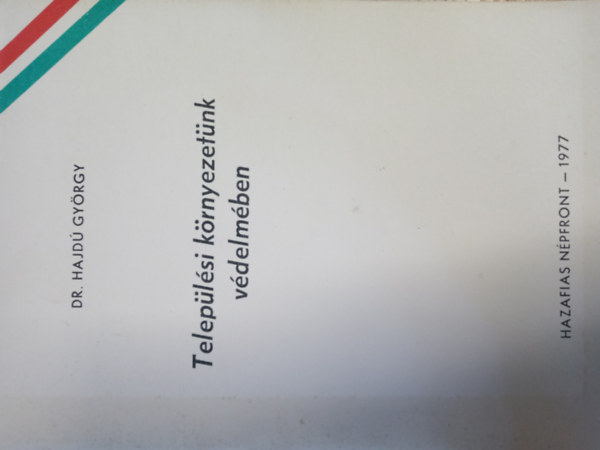 DR. HAJDÚ GYÖRGY
Települési környezetünk
védelmében
HAZAFIAS NÉPFRONT – 1977